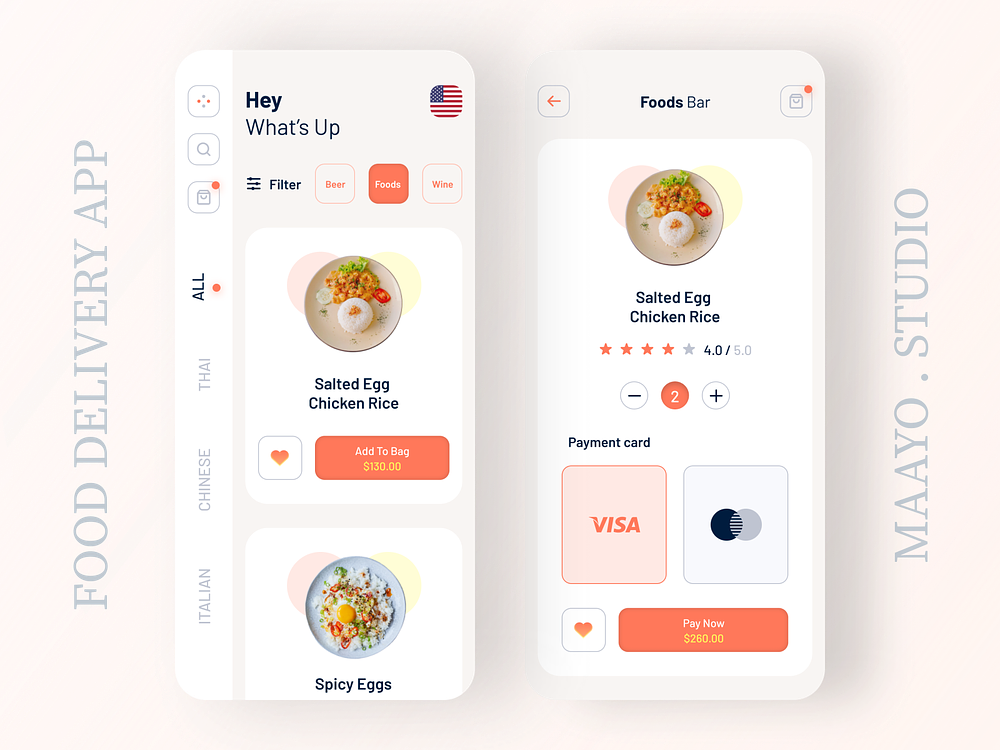 FOOD DELIVERY APP
Hey
What's Up
Filter
Beer
Foods
Wine
ALL
THAI
CHINESE
ITALIAN
Salted Egg
Chicken Rice
Add To Bag
$130.00
Spicy Eggs
Foods Bar
Salted Egg
Chicken Rice
4.0 / 5.0
2
Payment card
VISA
Pay Now
$260.00
MAAYO . STUDIO